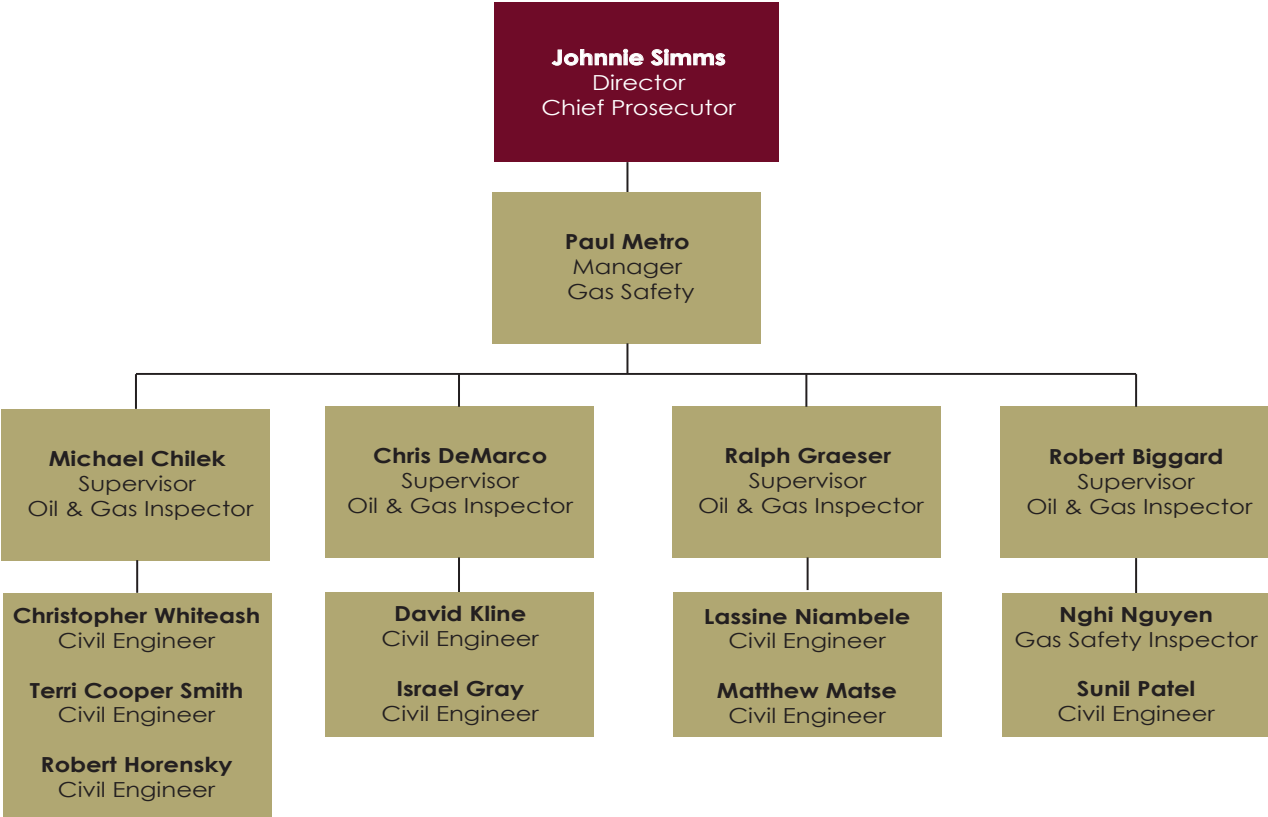 Johnnie Simms
Director
Chief Prosecutor
Paul Metro
Manager
Gas Safety
Michael Chilek
Supervisor
Oil & Gas Inspector
Chris DeMarco
Supervisor
Oil & Gas Inspector
Ralph Graeser
Supervisor
Oil & Gas Inspector
Robert Biggard
Supervisor
Oil & Gas Inspector
Christopher Whiteash
Civil Engineer
Terri Cooper Smith
Civil Engineer
Robert Horensky
Civil Engineer
David Kline
Civil Engineer
Israel Gray
Civil Engineer
Lassine Niambele
Civil Engineer
Matthew Matse
Civil Engineer
Nghi Nguyen
Gas Safety Inspector
Sunil Patel
Civil Engineer